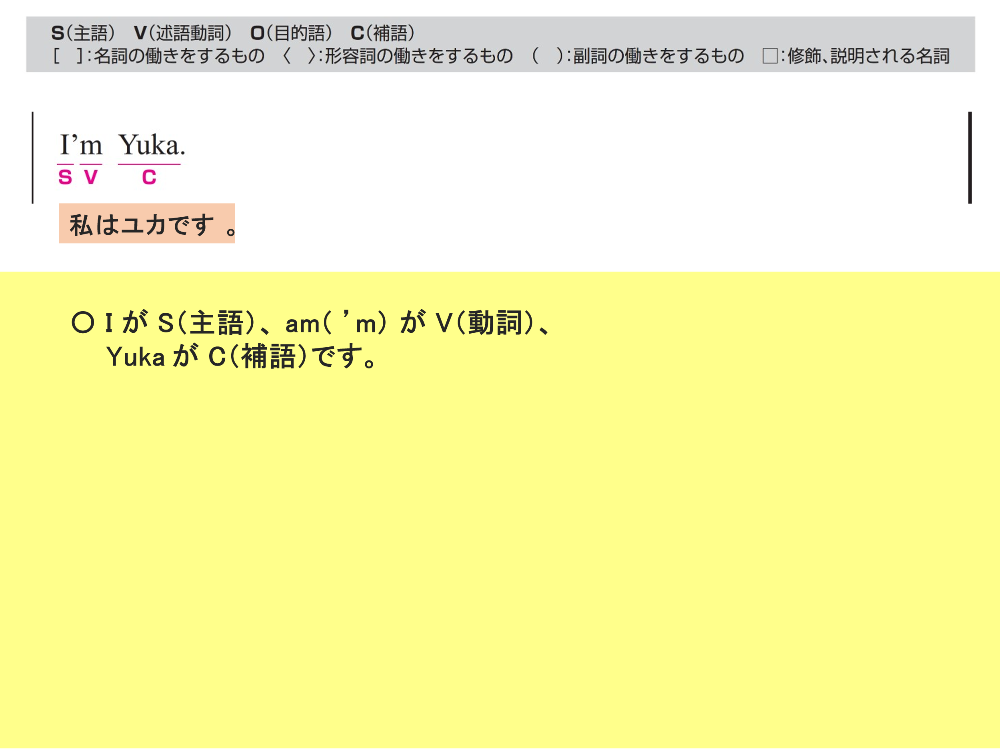 S（主語）　V（述語動詞）　O（目的語）　C（補語）
[　]：名詞の働きをするもの　〈　〉：形容詞の働きをするもの　（　）：副詞の働きをするもの　□：修飾、説明される名詞
I’m Yuka.
S V C
私はユカです 。
○ I が S（主語）、am（ ’m）が V（動詞）、
Yuka が C（補語）です。